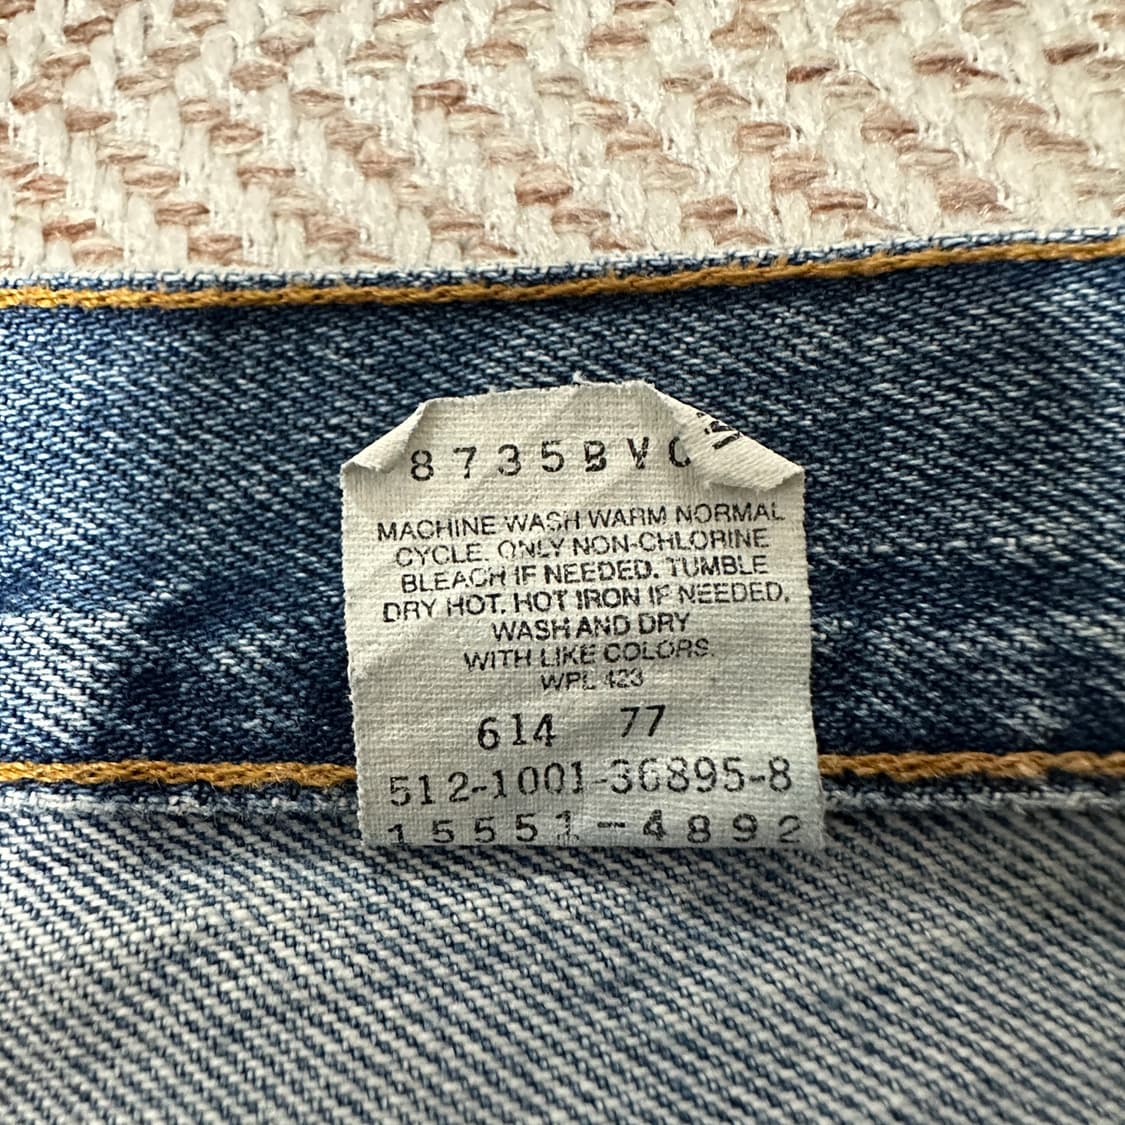 8735BV
MACHINE WASH WARM NORMAL
CYCLE. ONLY NON-CHLORINE
BLEACH IF NEEDED. TUMBLE
DRY HOT. HOT IRON IF NEEDED.
WASH AND DRY
WITH LIKE COLORS.
WPL 423
614 77
512-1001-36895-8
15551-4892